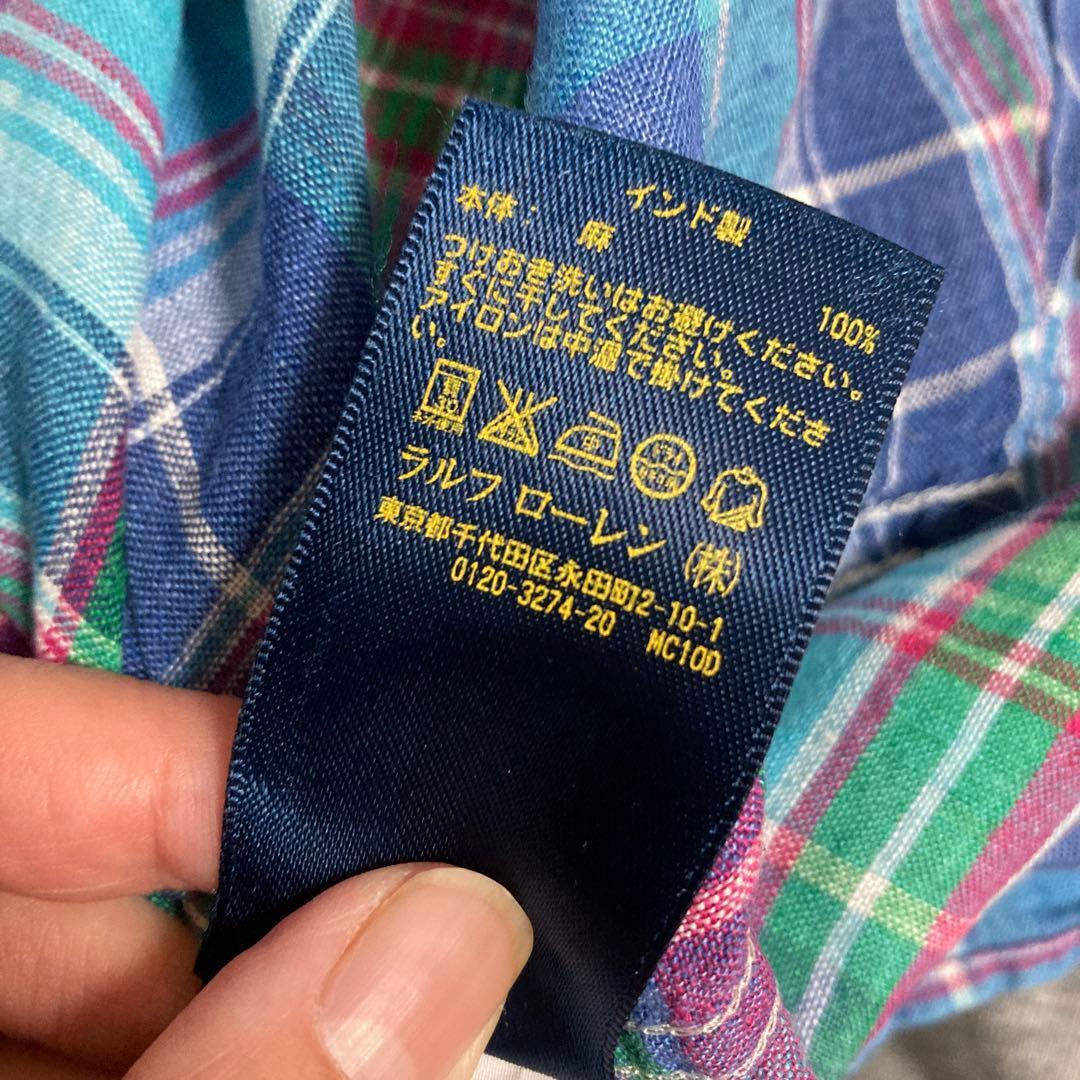 インド製
本体： 麻 100%
つけおき洗いはお避けください。
すぐに干してください。
アイロンは中温で掛けてくださ
い。
ラルフ ローレン (株)
東京都千代田区永田町2-10-1
0120-3274-20 MC10D